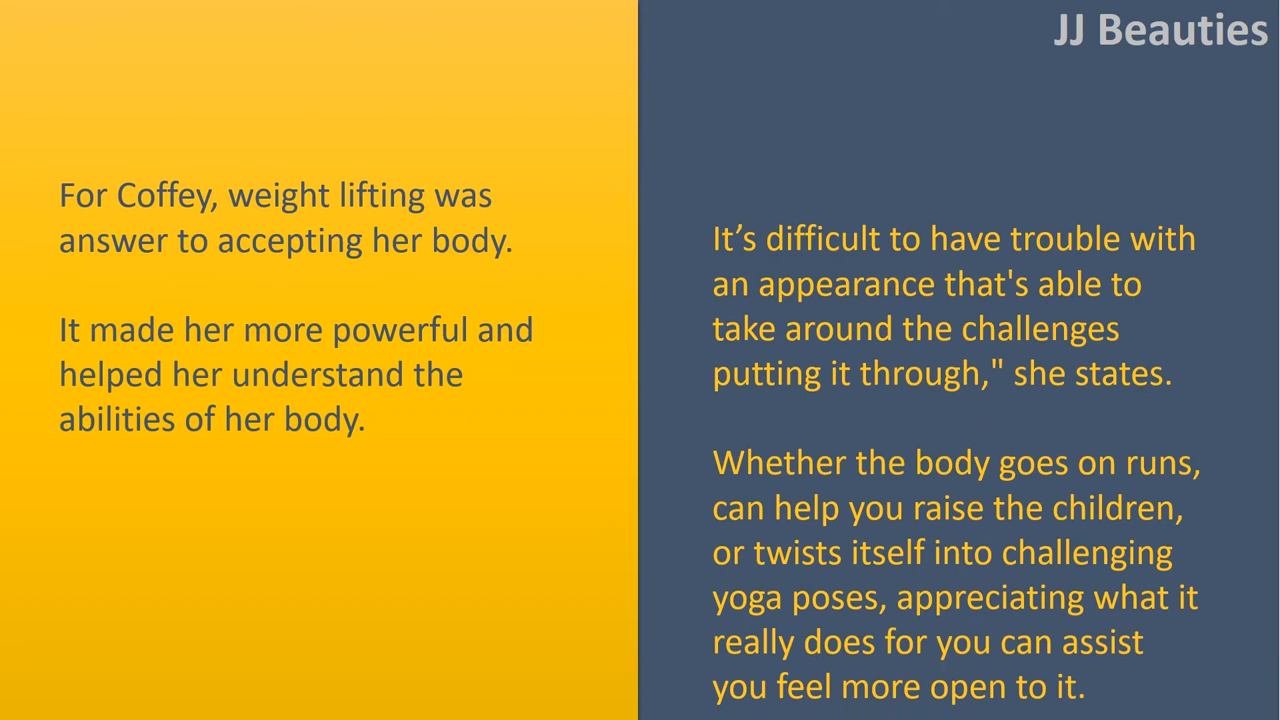 JJ Beauties
For Coffey, weight lifting was
answer to accepting her body.
It made her more powerful and
helped her understand the
abilities of her body.
It’s difficult to have trouble with
an appearance that's able to
take around the challenges
putting it through," she states.
Whether the body goes on runs,
can help you raise the children,
or twists itself into challenging
yoga poses, appreciating what it
really does for you can assist
you feel more open to it.